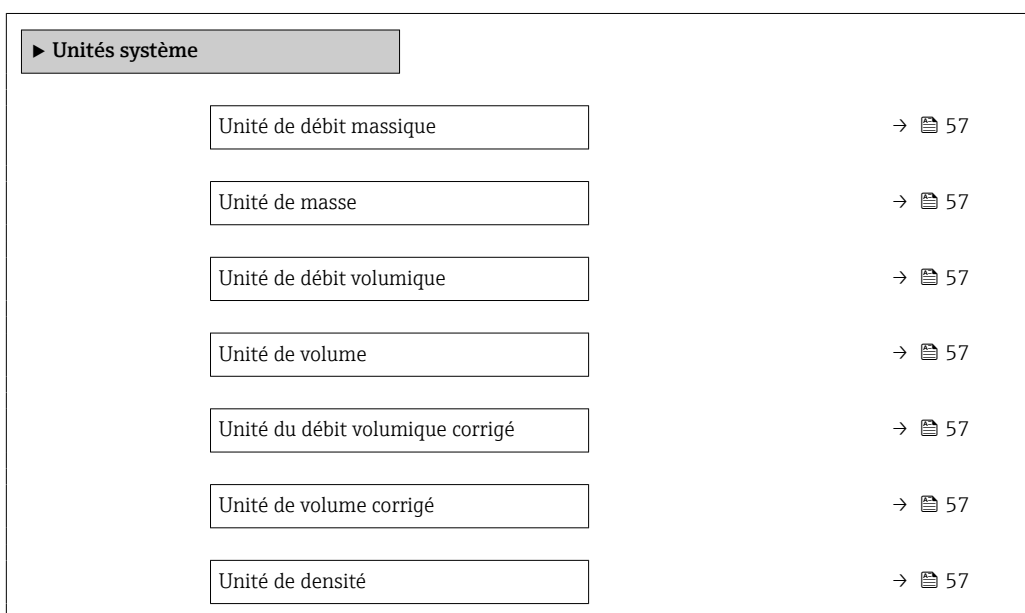 ▶ Unités système
Unité de débit massique → 57
Unité de masse → 57
Unité de débit volumique → 57
Unité de volume → 57
Unité du débit volumique corrigé → 57
Unité de volume corrigé → 57
Unité de densité → 57